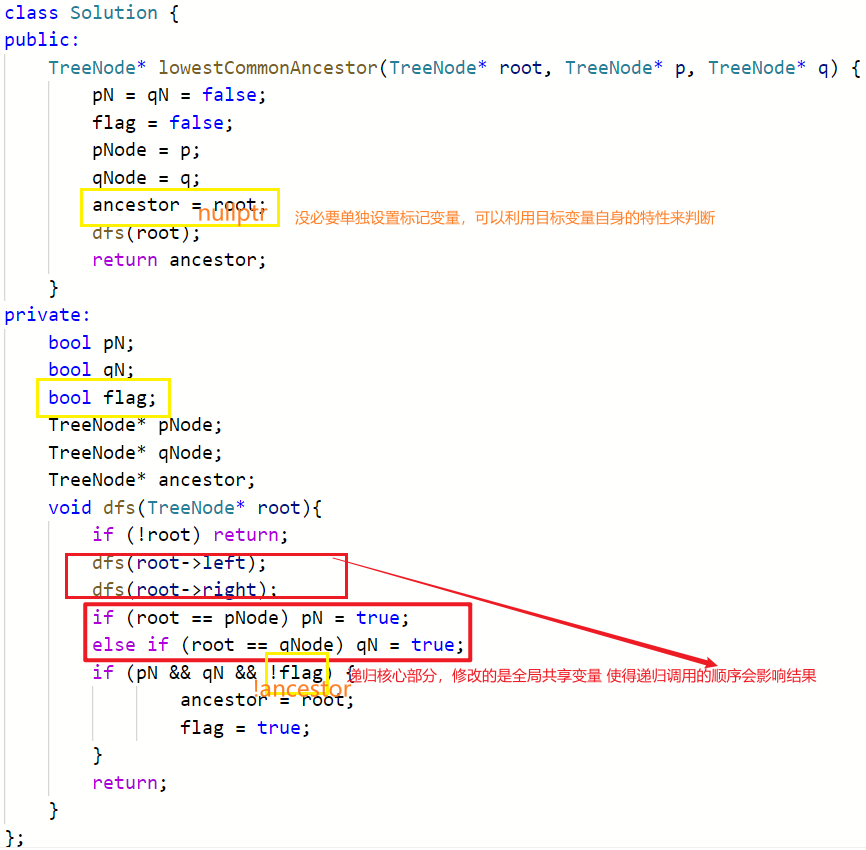 class Solution {
public:
    TreeNode* lowestCommonAncestor(TreeNode* root, TreeNode* p, TreeNode* q) {
        pN = qN = false;
        flag = false;
        pNode = p;
        qNode = q;
        ancestor = root;
nullptr
没必要单独设置标记变量，可以利用目标变量自身的特性来判断
        dfs(root);
        return ancestor;
    }
private:
    bool pN;
    bool qN;
    bool flag;
    TreeNode* pNode;
    TreeNode* qNode;
    TreeNode* ancestor;
    void dfs(TreeNode* root){
        if (!root) return;
        dfs(root->left);
        dfs(root->right);
        if (root == pNode) pN = true;
        else if (root == qNode) qN = true;
        if (pN && qN && !flag) {
!ancestor
递归核心部分，修改的是全局共享变量 使得递归调用的顺序会影响结果
                ancestor = root;
                flag = true;
        }
        return;
    }
};